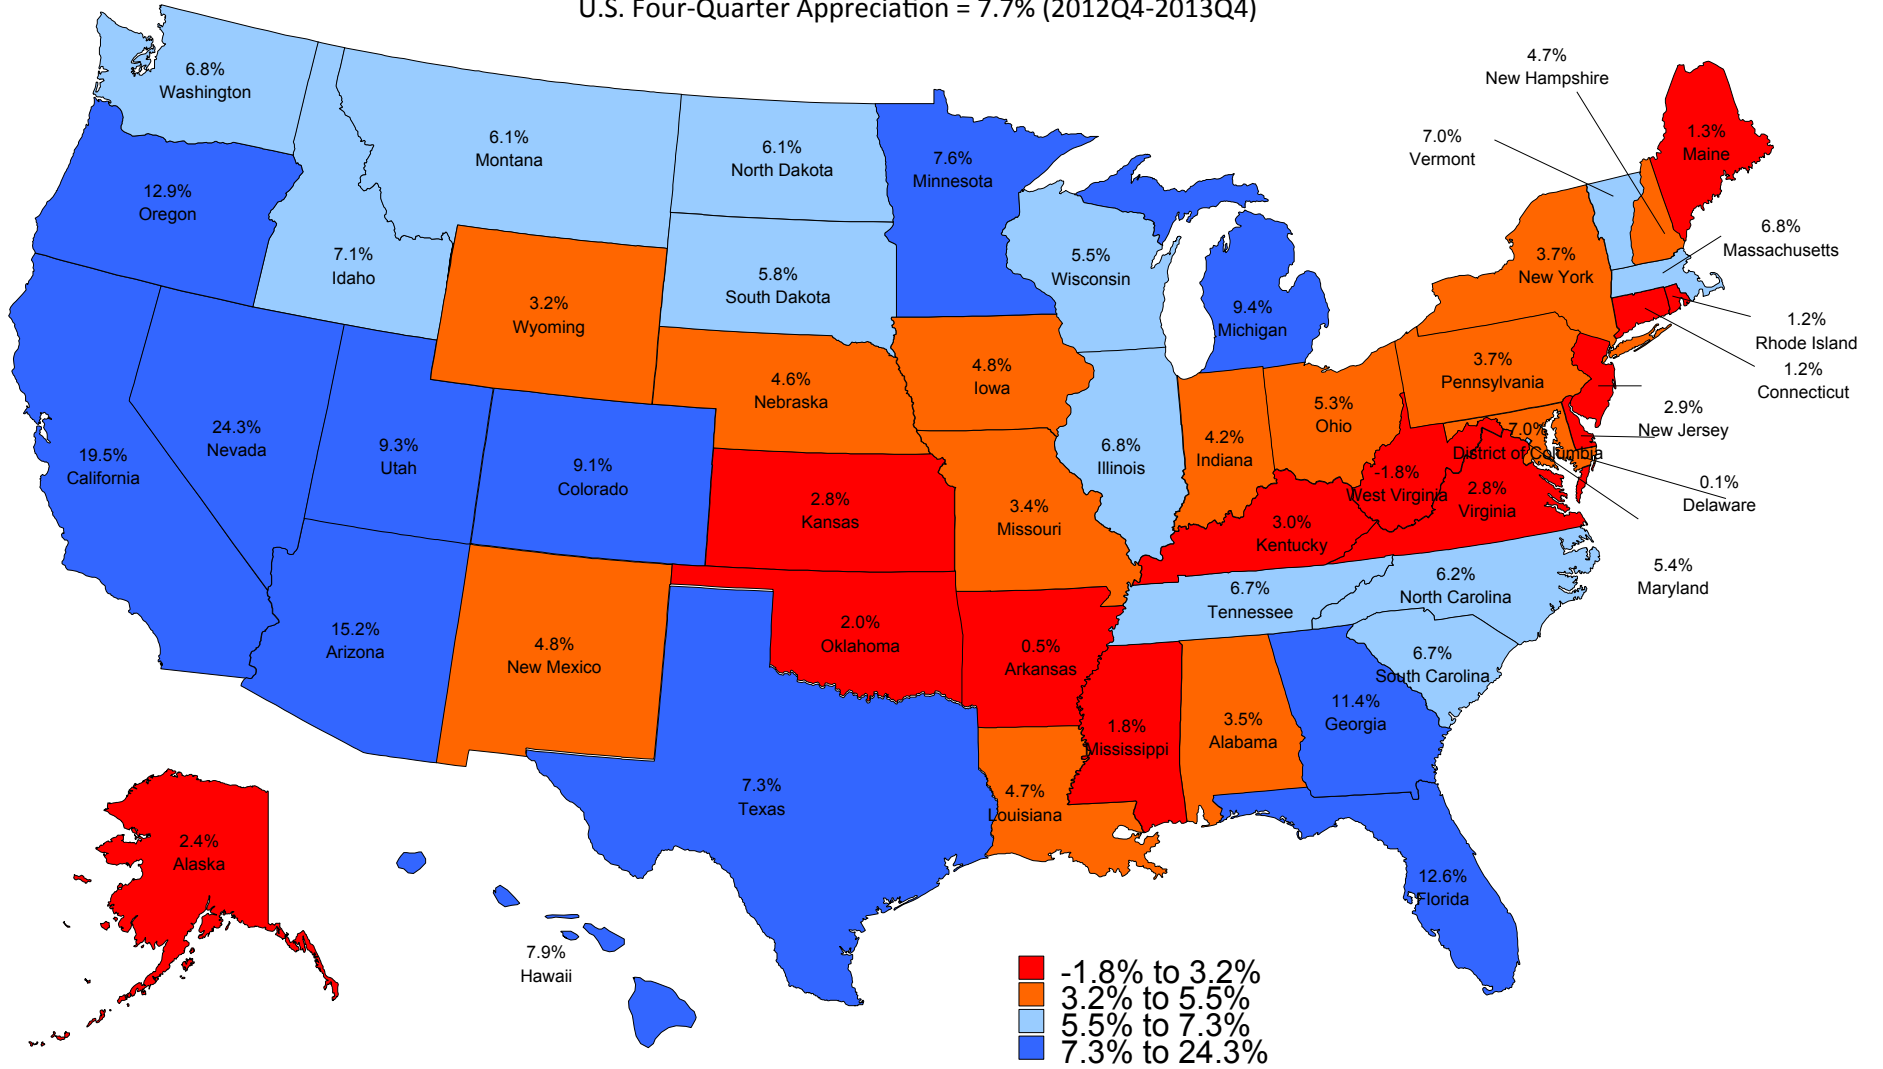 U.S. Four-Quarter Appreciation = 7.7% (2012Q4-2013Q4)
6.8%
Washington
12.9%
Oregon
7.1%
Idaho
6.1%
Montana
6.1%
North Dakota
7.6%
Minnesota
5.8%
South Dakota
3.2%
Wyoming
5.5%
Wisconsin
9.4%
Michigan
4.7%
New Hampshire
7.0%
Vermont
1.3%
Maine
6.8%
Massachusetts
3.7%
New York
1.2%
Rhode Island
1.2%
Connecticut
2.9%
New Jersey
0.1%
Delaware
5.4%
Maryland
7.0%
District of Columbia
3.7%
Pennsylvania
5.3%
Ohio
4.2%
Indiana
6.8%
Illinois
4.8%
Iowa
4.6%
Nebraska
19.5%
California
24.3%
Nevada
9.3%
Utah
9.1%
Colorado
2.8%
Kansas
3.4%
Missouri
3.0%
Kentucky
-1.8%
West Virginia
2.8%
Virginia
6.7%
Tennessee
6.2%
North Carolina
6.7%
South Carolina
15.2%
Arizona
4.8%
New Mexico
2.0%
Oklahoma
0.5%
Arkansas
1.8%
Mississippi
3.5%
Alabama
11.4%
Georgia
7.3%
Texas
4.7%
Louisiana
12.6%
Florida
2.4%
Alaska
7.9%
Hawaii
-1.8% to 3.2%
3.2% to 5.5%
5.5% to 7.3%
7.3% to 24.3%